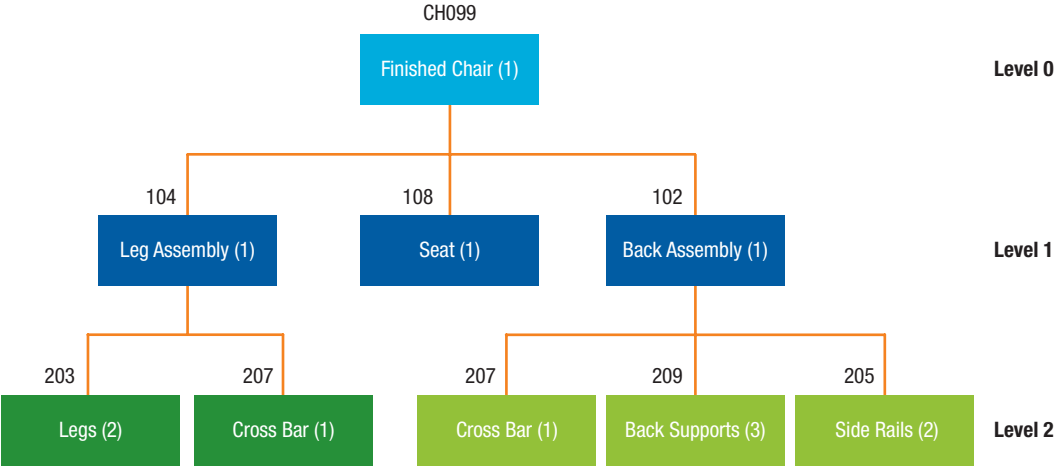 CH099
Finished Chair (1)
Level 0
104
108
102
Leg Assembly (1)
Seat (1)
Back Assembly (1)
Level 1
203
207
207
209
205
Legs (2)
Cross Bar (1)
Cross Bar (1)
Back Supports (3)
Side Rails (2)
Level 2